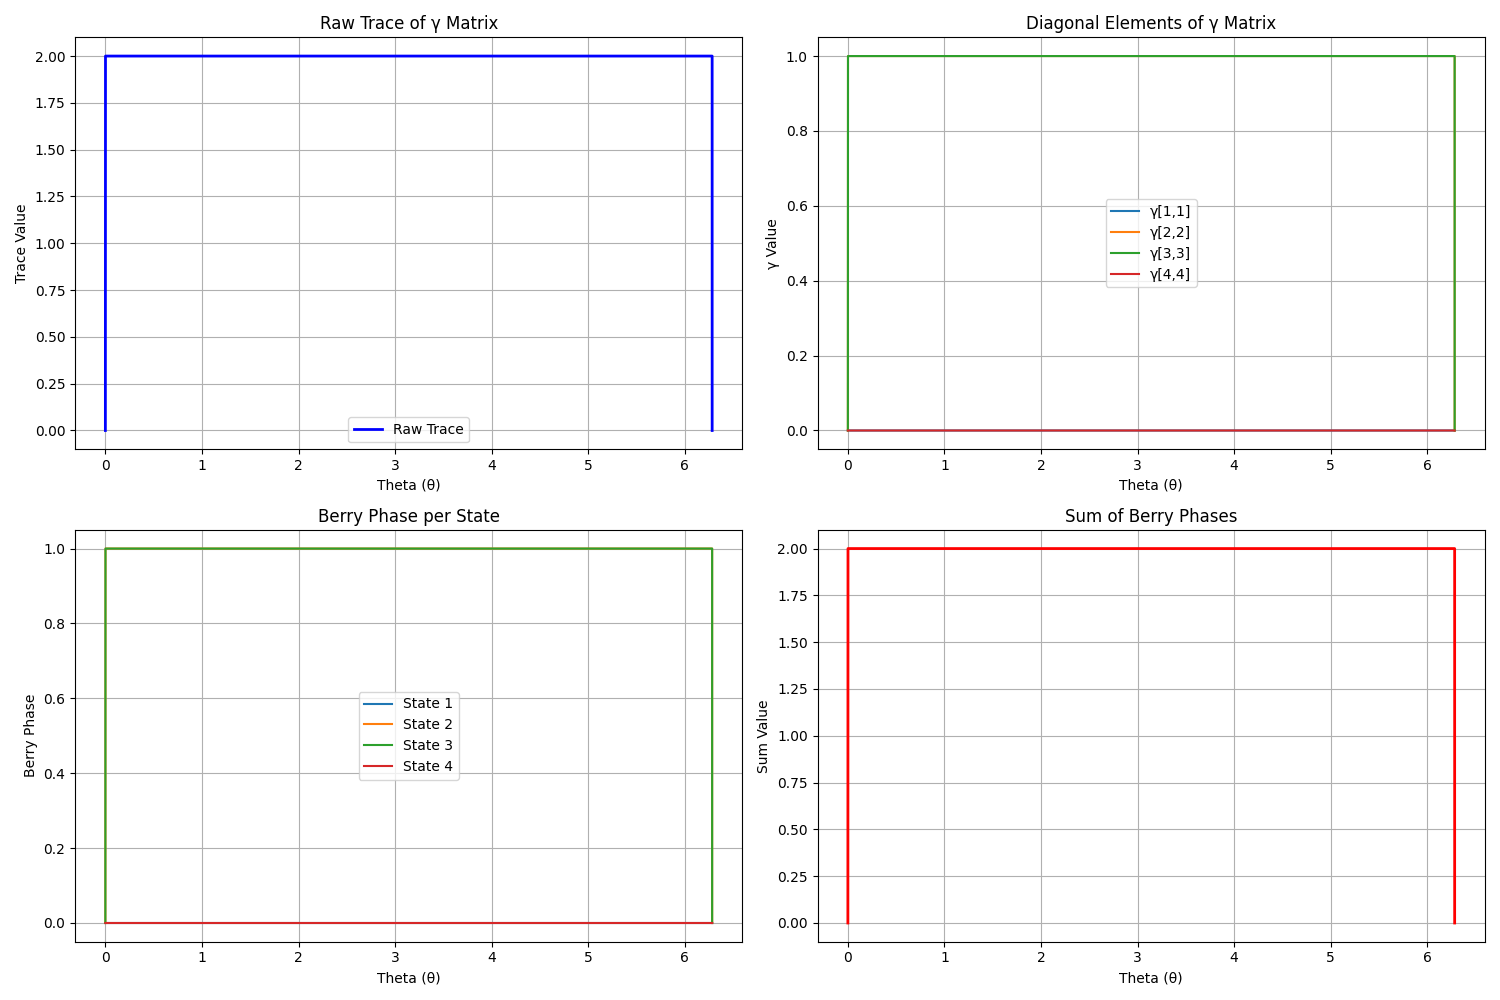 Raw Trace of γ Matrix
Trace Value
2.00
1.75
1.50
1.25
1.00
0.75
0.50
0.25
0.00
Raw Trace
0 1 2 3 4 5 6
Theta (θ)
Diagonal Elements of γ Matrix
γ Value
1.0
0.8
0.6
0.4
0.2
0.0
γ[1,1]
γ[2,2]
γ[3,3]
γ[4,4]
0 1 2 3 4 5 6
Theta (θ)
Berry Phase per State
Berry Phase
1.0
0.8
0.6
0.4
0.2
0.0
State 1
State 2
State 3
State 4
0 1 2 3 4 5 6
Theta (θ)
Sum of Berry Phases
Sum Value
2.00
1.75
1.50
1.25
1.00
0.75
0.50
0.25
0.00
0 1 2 3 4 5 6
Theta (θ)